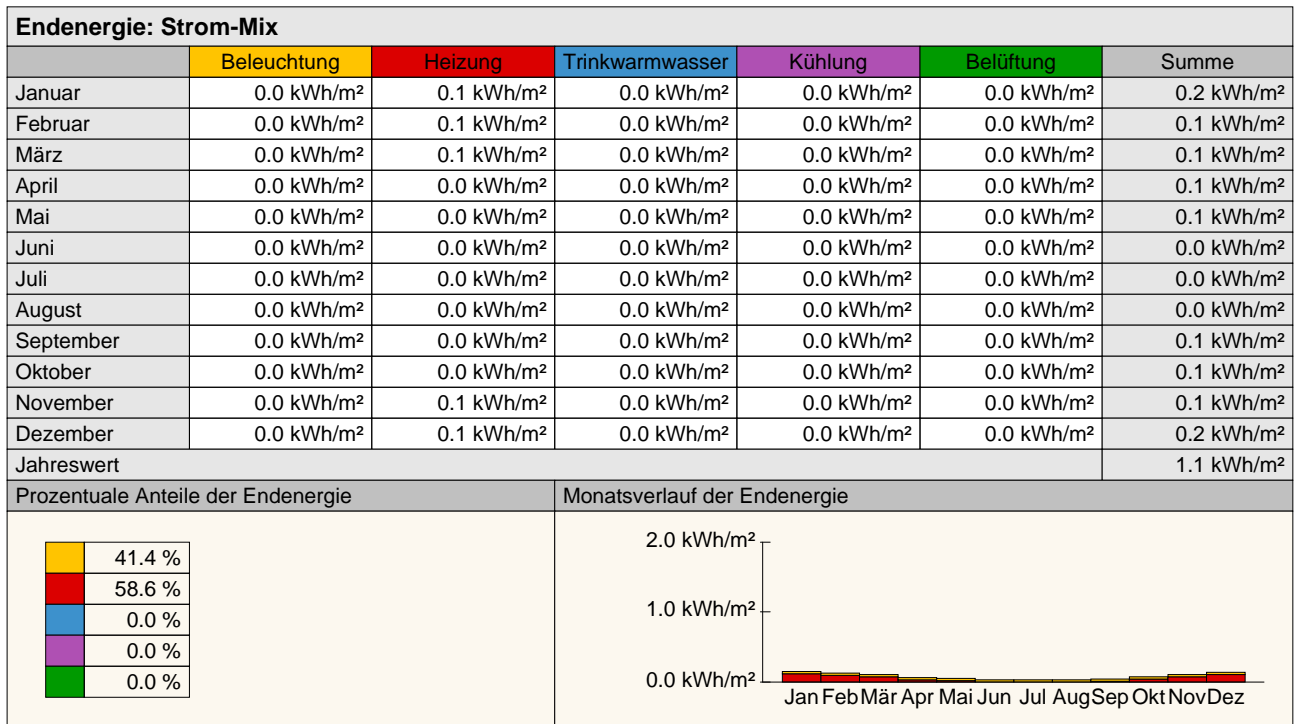 Endenergie: Strom-Mix
Beleuchtung Heizung Trinkwarmwasser Kühlung Belüftung Summe
Januar 0.0 kWh/m² 0.1 kWh/m² 0.0 kWh/m² 0.0 kWh/m² 0.0 kWh/m² 0.2 kWh/m²
Februar 0.0 kWh/m² 0.1 kWh/m² 0.0 kWh/m² 0.0 kWh/m² 0.0 kWh/m² 0.1 kWh/m²
März 0.0 kWh/m² 0.1 kWh/m² 0.0 kWh/m² 0.0 kWh/m² 0.0 kWh/m² 0.1 kWh/m²
April 0.0 kWh/m² 0.0 kWh/m² 0.0 kWh/m² 0.0 kWh/m² 0.0 kWh/m² 0.1 kWh/m²
Mai 0.0 kWh/m² 0.0 kWh/m² 0.0 kWh/m² 0.0 kWh/m² 0.0 kWh/m² 0.1 kWh/m²
Juni 0.0 kWh/m² 0.0 kWh/m² 0.0 kWh/m² 0.0 kWh/m² 0.0 kWh/m² 0.0 kWh/m²
Juli 0.0 kWh/m² 0.0 kWh/m² 0.0 kWh/m² 0.0 kWh/m² 0.0 kWh/m² 0.0 kWh/m²
August 0.0 kWh/m² 0.0 kWh/m² 0.0 kWh/m² 0.0 kWh/m² 0.0 kWh/m² 0.0 kWh/m²
September 0.0 kWh/m² 0.0 kWh/m² 0.0 kWh/m² 0.0 kWh/m² 0.0 kWh/m² 0.1 kWh/m²
Oktober 0.0 kWh/m² 0.0 kWh/m² 0.0 kWh/m² 0.0 kWh/m² 0.0 kWh/m² 0.1 kWh/m²
November 0.0 kWh/m² 0.1 kWh/m² 0.0 kWh/m² 0.0 kWh/m² 0.0 kWh/m² 0.1 kWh/m²
Dezember 0.0 kWh/m² 0.1 kWh/m² 0.0 kWh/m² 0.0 kWh/m² 0.0 kWh/m² 0.2 kWh/m²
Jahreswert 1.1 kWh/m²
Prozentuale Anteile der Endenergie
41.4 %
58.6 %
0.0 %
0.0 %
0.0 %
Monatsverlauf der Endenergie
2.0 kWh/m²
1.0 kWh/m²
0.0 kWh/m²
Jan Feb Mär Apr Mai Jun Jul Aug Sep Okt Nov Dez